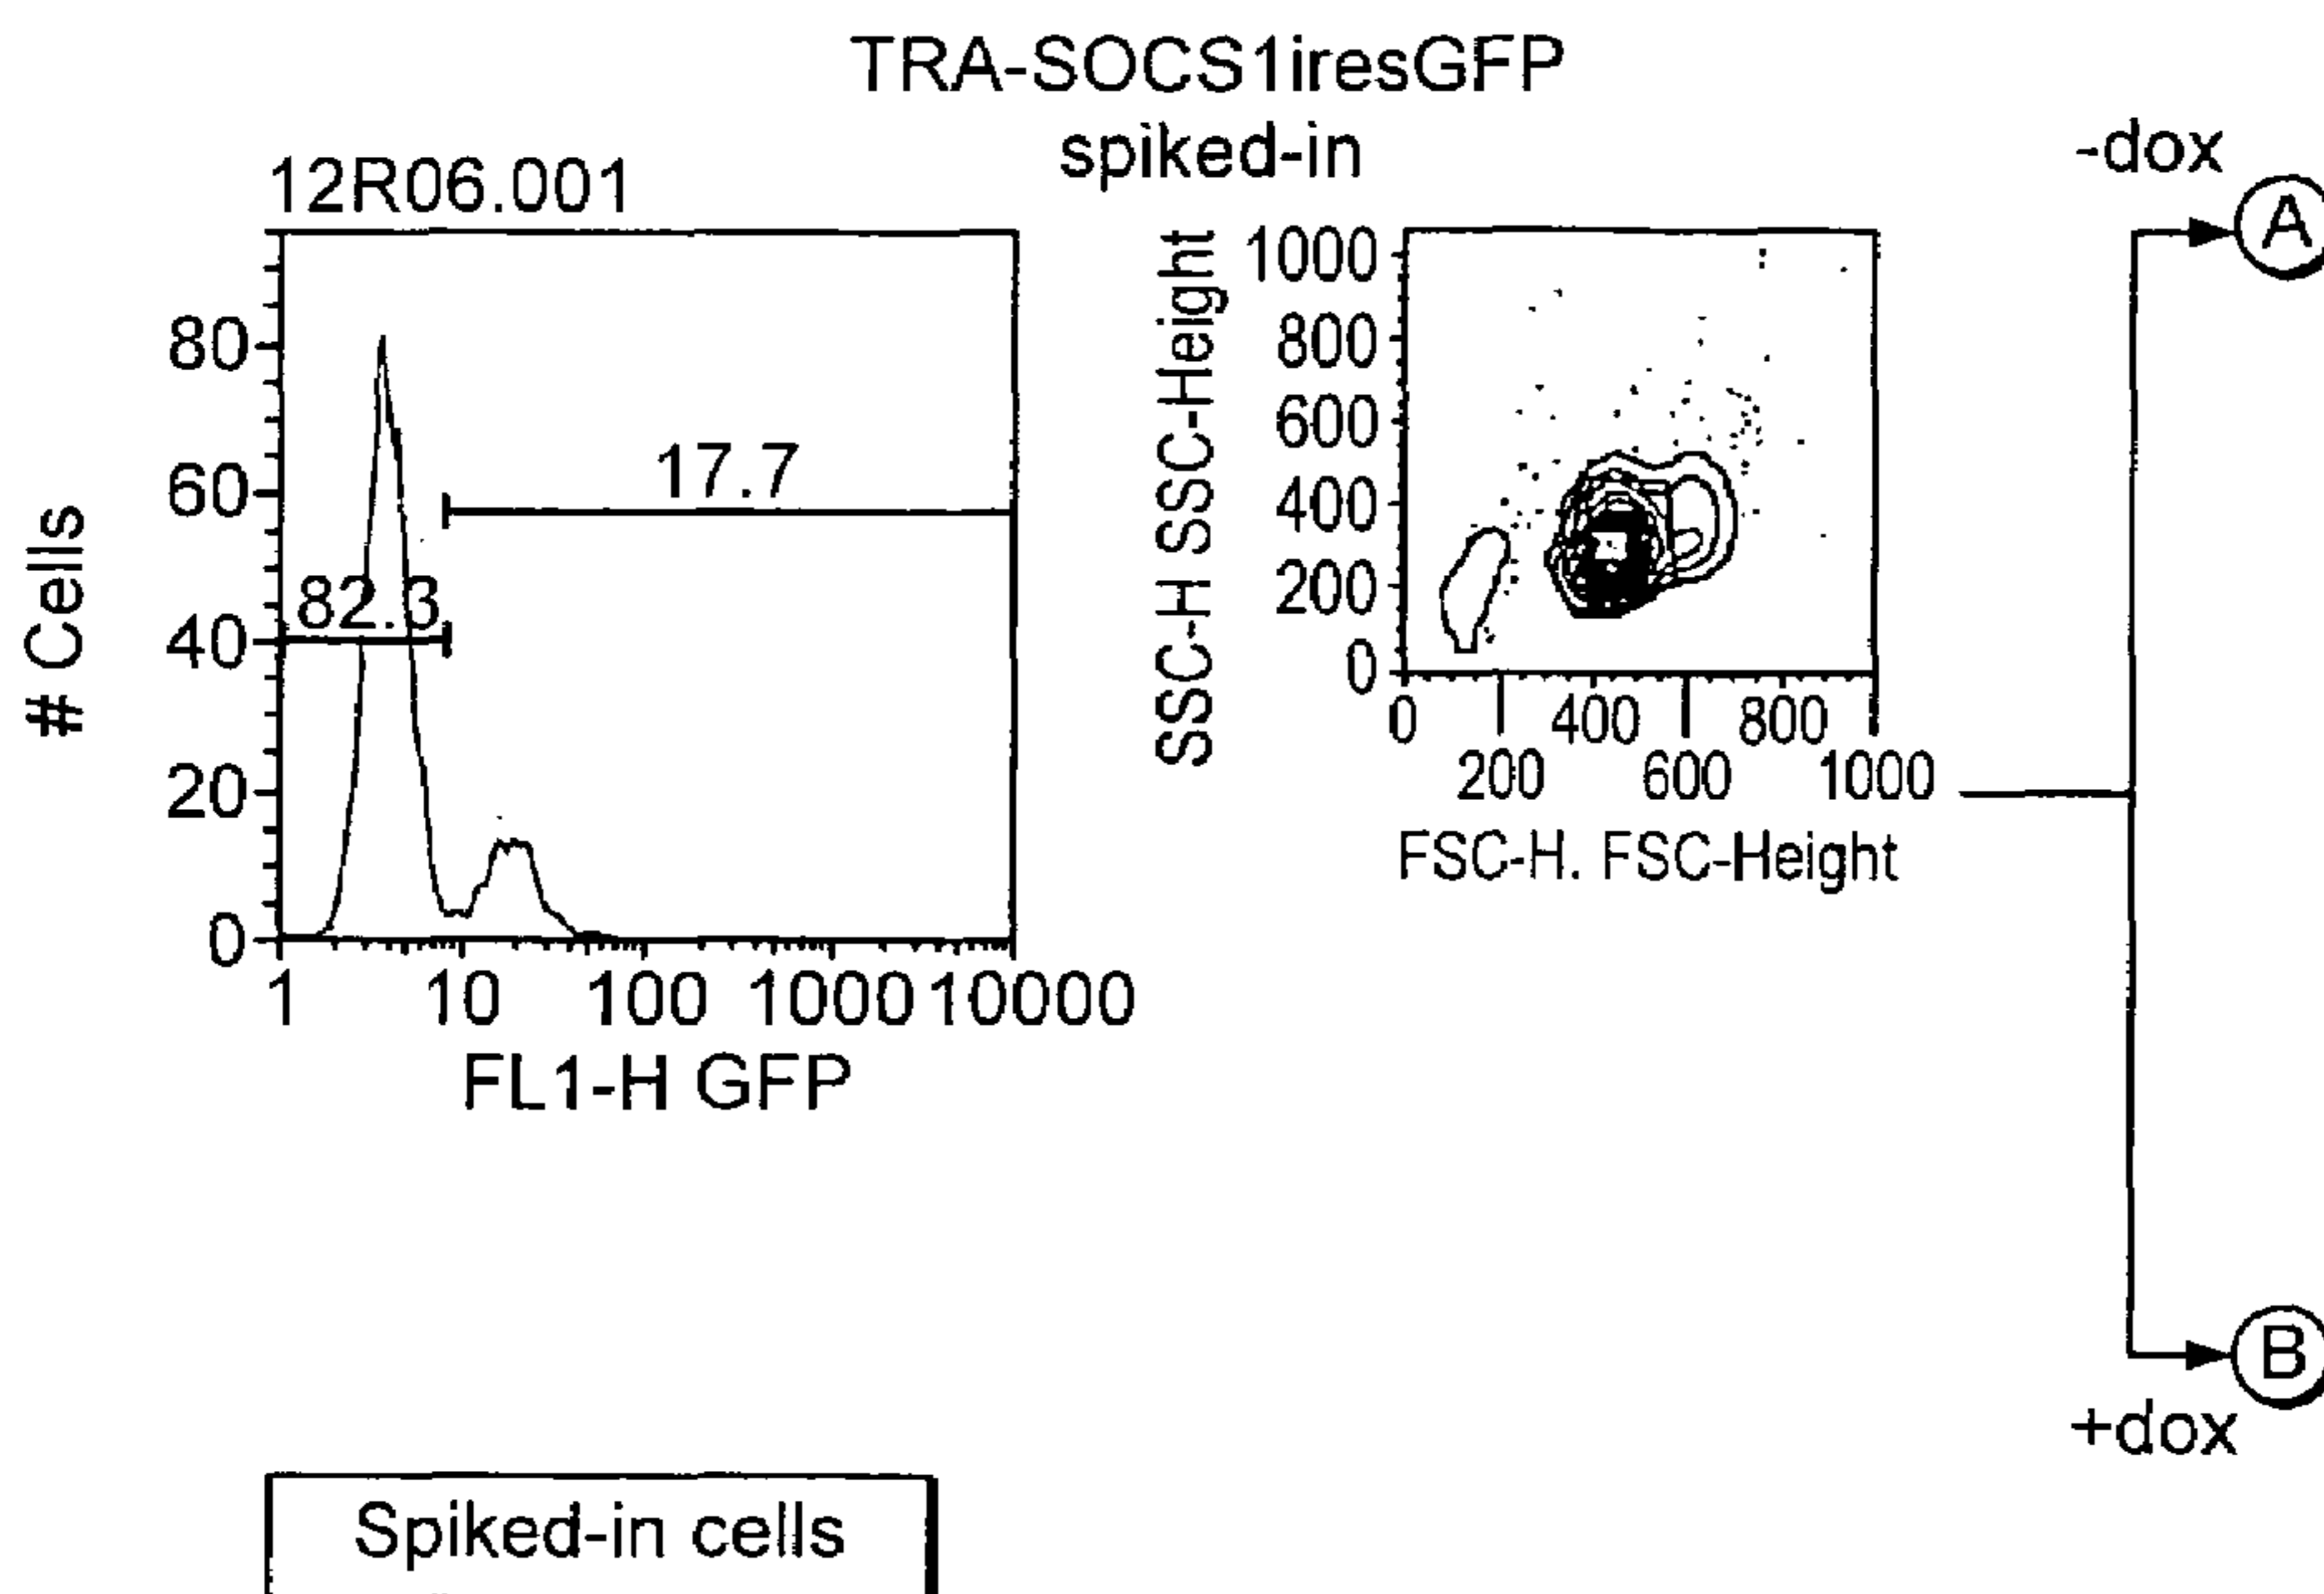 TRA-SOCS1iresGFP
spiked-in
12R06.001
# Cells
80
60
40
20
0
17.7
82.3
1 10 100 1000 10000
FL1-H GFP
SSC-H SSC-Height
1000
800
600
400
200
0
0 400 800
200 600 1000
FSC-H. FSC-Height
-dox
A
B
+dox
Spiked-in cells